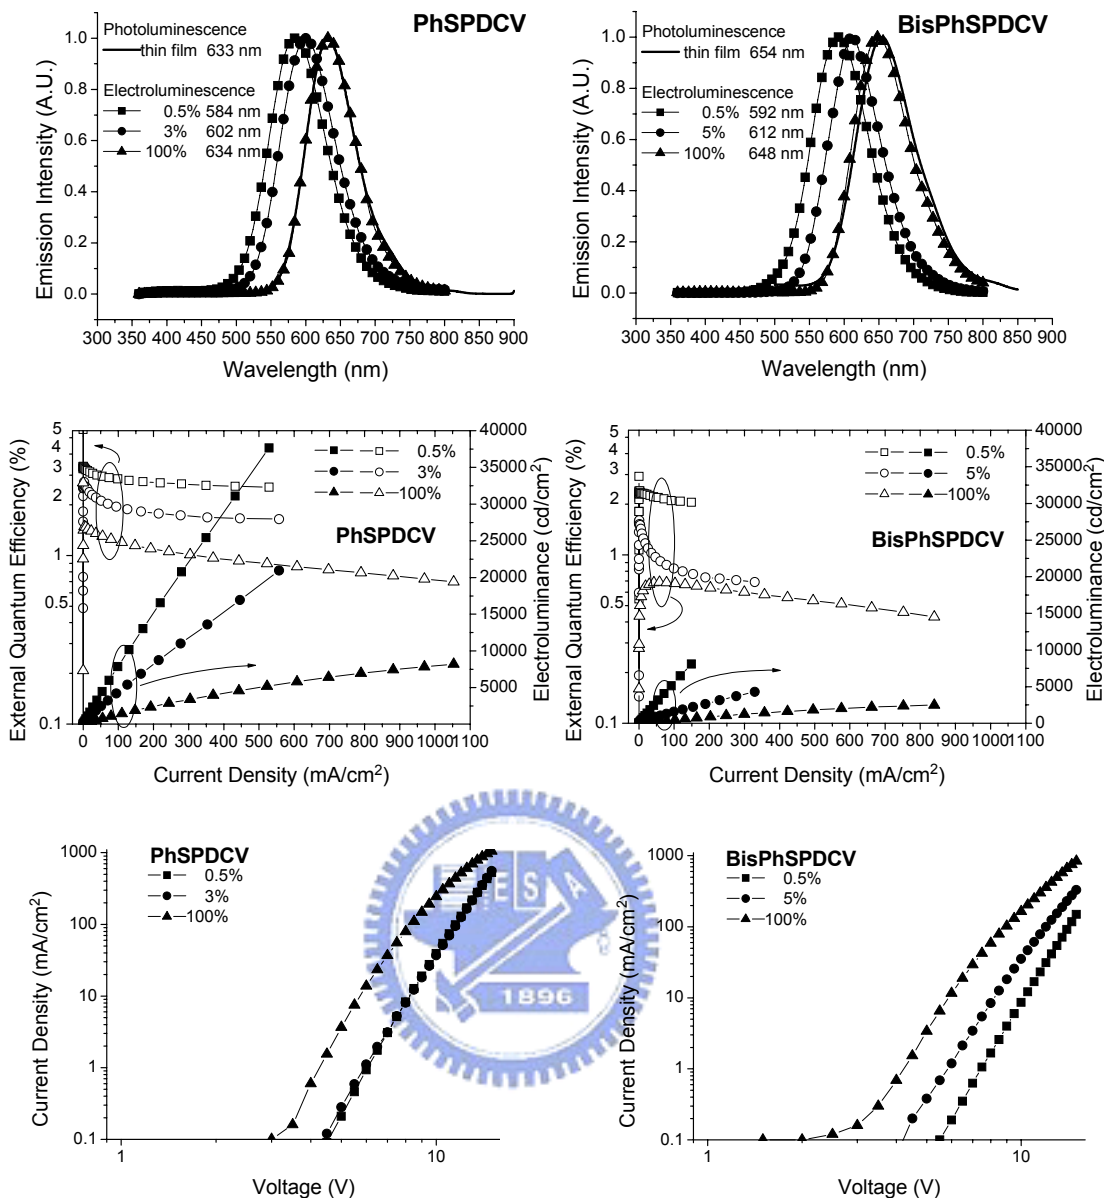 PhSPDCV
Photoluminescence
thin film 633 nm
Electroluminescence
0.5% 584 nm
3% 602 nm
100% 634 nm
Emission Intensity (A.U.)
1.0
0.8
0.6
0.4
0.2
0.0
300 350 400 450 500 550 600 650 700 750 800 850 900
Wavelength (nm)
BisPhSPDCV
Photoluminescence
thin film 654 nm
Electroluminescence
0.5% 592 nm
5% 612 nm
100% 648 nm
Emission Intensity (A.U.)
1.0
0.8
0.6
0.4
0.2
0.0
300 350 400 450 500 550 600 650 700 750 800 850 900
Wavelength (nm)
External Quantum Efficiency (%)
5
4
3
2
1
0.5
0.1
0.5%
3%
100%
PhSPDCV
40000
35000
30000
25000
20000
15000
10000
5000
0
Electroluminance (cd/cm²)
0 100 200 300 400 500 600 700 800 900 1000 1100
Current Density (mA/cm²)
External Quantum Efficiency (%)
5
4
3
2
1
0.5
0.1
0.5%
5%
100%
BisPhSPDCV
40000
35000
30000
25000
20000
15000
10000
5000
0
Electroluminance (cd/cm²)
0 100 200 300 400 500 600 700 800 900 1000 1100
Current Density (mA/cm²)
PhSPDCV
0.5%
3%
100%
Current Density (mA/cm²)
1000
100
10
1
0.1
1 10
Voltage (V)
E S A
1896
BisPhSPDCV
0.5%
5%
100%
Current Density (mA/cm²)
1000
100
10
1
0.1
1 10
Voltage (V)